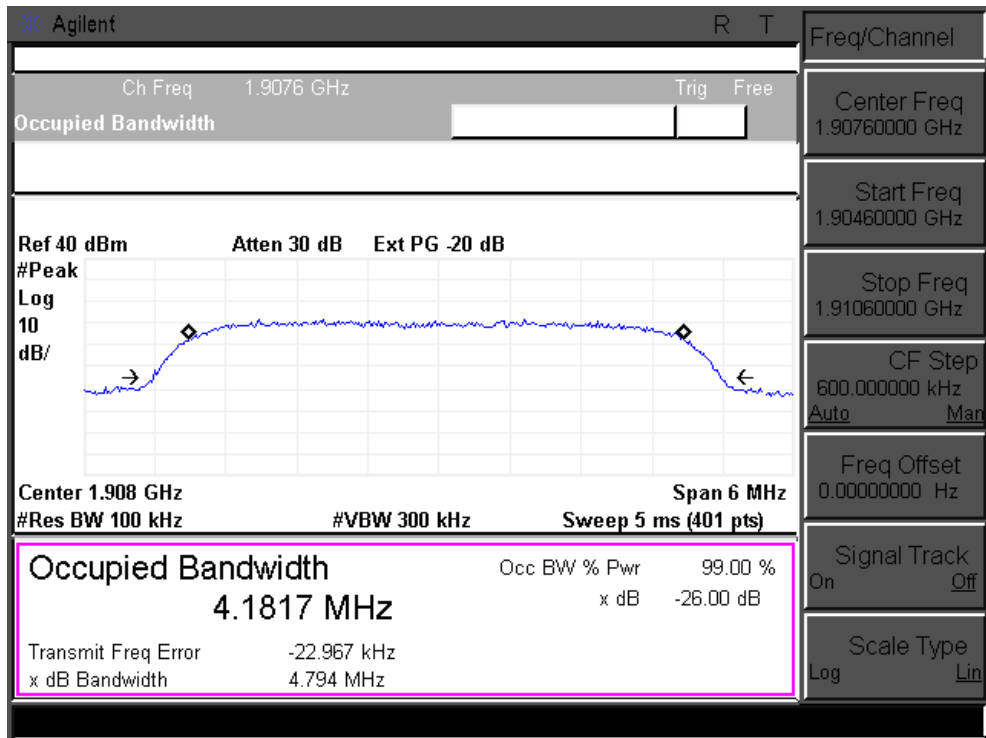 Agilent R T
Ch Freq 1.9076 GHz Trig Free
Occupied Bandwidth
Ref 40 dBm Atten 30 dB Ext PG -20 dB
#Peak
Log
10
dB/
Center 1.908 GHz Span 6 MHz
#Res BW 100 kHz #VBW 300 kHz Sweep 5 ms (401 pts)
Occupied Bandwidth Occ BW % Pwr 99.00 %
4.1817 MHz x dB -26.00 dB
Transmit Freq Error -22.967 kHz
x dB Bandwidth 4.794 MHz
Freq/Channel
Center Freq
1.90760000 GHz
Start Freq
1.90460000 GHz
Stop Freq
1.91060000 GHz
CF Step
600.000000 kHz
Auto Man
Freq Offset
0.00000000 Hz
Signal Track
On Off
Scale Type
Log Lin